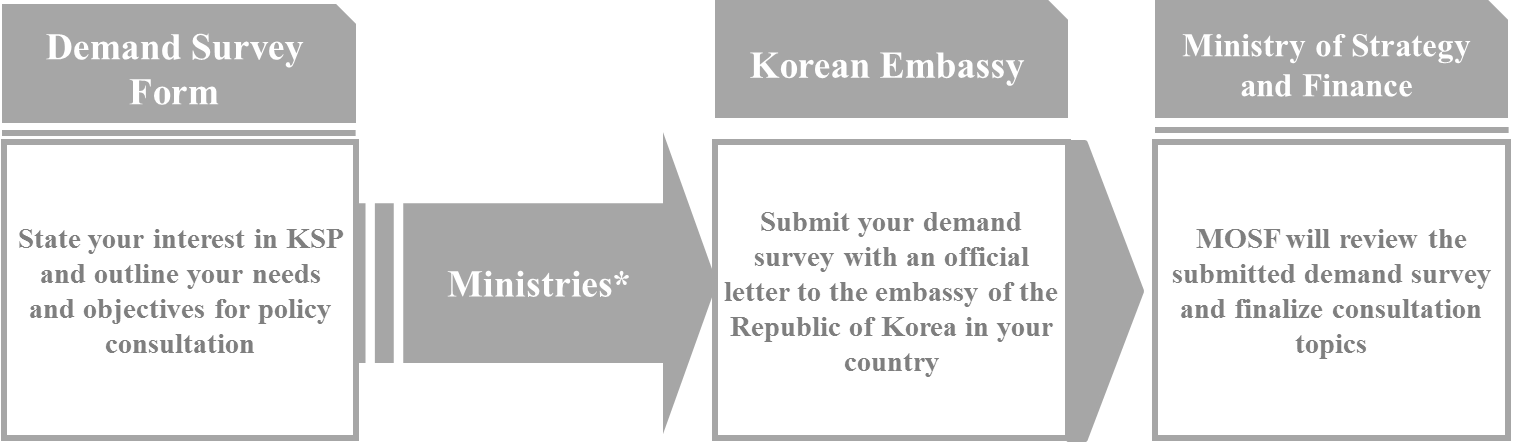 Demand Survey
Form
State your interest in KSP
and outline your needs
and objectives for policy
consultation
Ministries*
Korean Embassy
Submit your demand
survey with an official
letter to the embassy of the
Republic of Korea in your
country
Ministry of Strategy
and Finance
MOSF will review the
submitted demand survey
and finalize consultation
topics